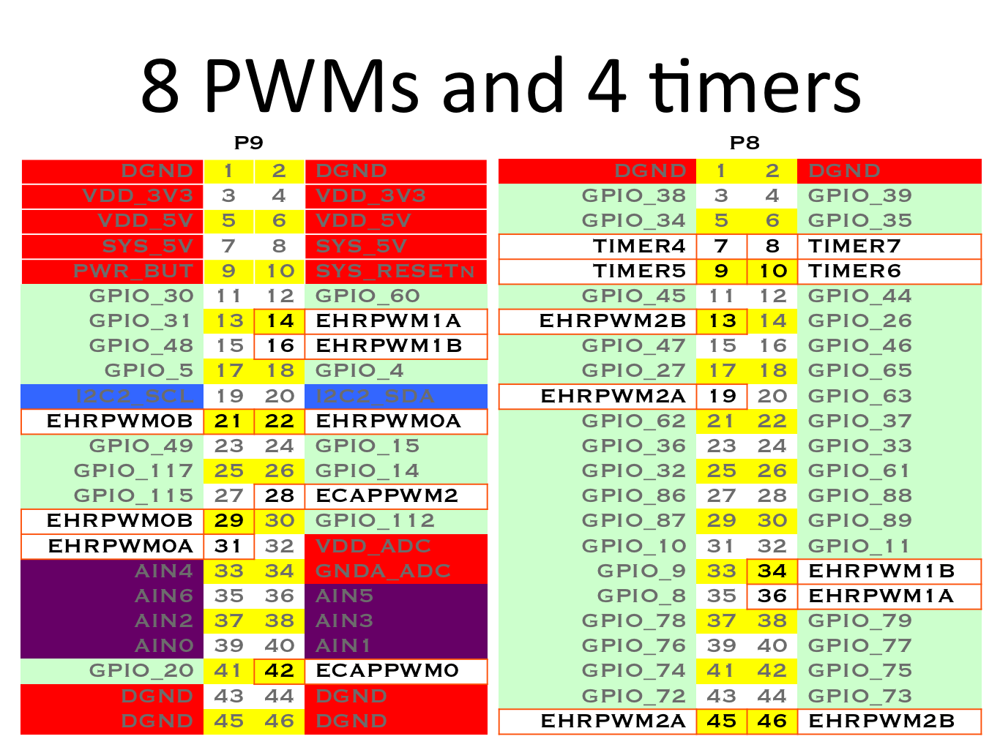 8 PWMs and 4 timers
P9 P8
DGND 1 2 DGND DGND 1 2 DGND
VDD_3V3 3 4 VDD_3V3 GPIO_38 3 4 GPIO_39
VDD_5V 5 6 VDD_5V GPIO_34 5 6 GPIO_35
SYS_5V 7 8 SYS_5V TIMER4 7 8 TIMER7
PWR_BUT 9 10 SYS_RESETN TIMER5 9 10 TIMER6
GPIO_30 11 12 GPIO_60 GPIO_45 11 12 GPIO_44
GPIO_31 13 14 EHRPWM1A EHRPWM2B 13 14 GPIO_26
GPIO_48 15 16 EHRPWM1B GPIO_47 15 16 GPIO_46
GPIO_5 17 18 GPIO_4 GPIO_27 17 18 GPIO_65
I2C2_SCL 19 20 I2C2_SDA EHRPWM2A 19 20 GPIO_63
EHRPWM0B 21 22 EHRPWM0A GPIO_62 21 22 GPIO_37
GPIO_49 23 24 GPIO_15 GPIO_36 23 24 GPIO_33
GPIO_117 25 26 GPIO_14 GPIO_32 25 26 GPIO_61
GPIO_115 27 28 ECAPPWM2 GPIO_86 27 28 GPIO_88
EHRPWM0B 29 30 GPIO_112 GPIO_87 29 30 GPIO_89
EHRPWM0A 31 32 VDD_ADC GPIO_10 31 32 GPIO_11
AIN4 33 34 GNDA_ADC GPIO_9 33 34 EHRPWM1B
AIN6 35 36 AIN5 GPIO_8 35 36 EHRPWM1A
AIN2 37 38 AIN3 GPIO_78 37 38 GPIO_79
AIN0 39 40 AIN1 GPIO_76 39 40 GPIO_77
GPIO_20 41 42 ECAPPWM0 GPIO_74 41 42 GPIO_75
DGND 43 44 DGND GPIO_72 43 44 GPIO_73
DGND 45 46 DGND EHRPWM2A 45 46 EHRPWM2B